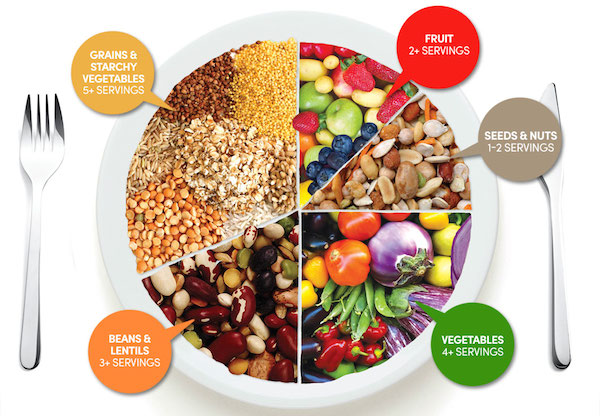 GRAINS &
STARCHY
VEGETABLES
5+ SERVINGS
FRUIT
2+ SERVINGS
SEEDS & NUTS
1-2 SERVINGS
BEANS &
LENTILS
3+ SERVINGS
VEGETABLES
4+ SERVINGS